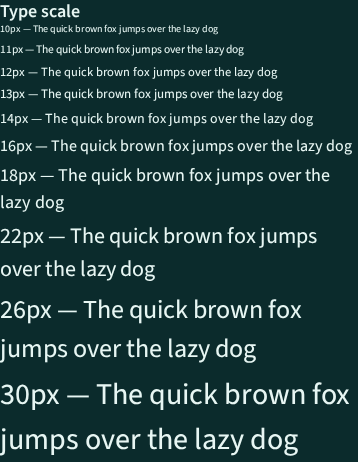 Type scale
10px — The quick brown fox jumps over the lazy dog
11px — The quick brown fox jumps over the lazy dog
12px — The quick brown fox jumps over the lazy dog
13px — The quick brown fox jumps over the lazy dog
14px — The quick brown fox jumps over the lazy dog
16px — The quick brown fox jumps over the lazy dog
18px — The quick brown fox jumps over the
lazy dog
22px — The quick brown fox jumps
over the lazy dog
26px — The quick brown fox
jumps over the lazy dog
30px — The quick brown fox
jumps over the lazy dog